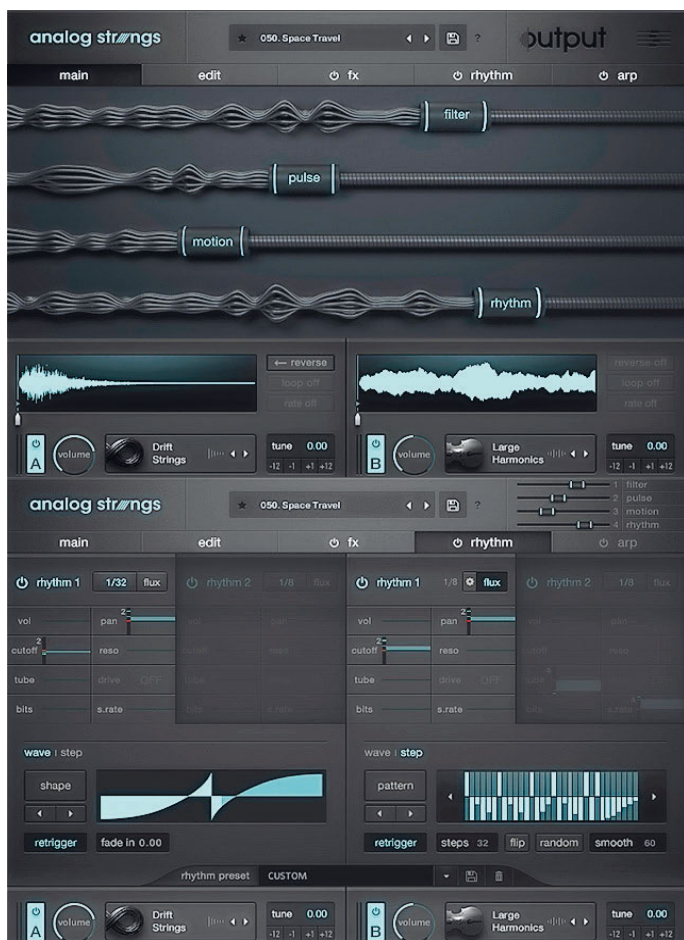 analog strings
★ 050. Space Travel ?
output
main edit fx rhythm arp
filter
pulse
motion
rhythm
← reverse
loop off
rate off
reverse off
loop off
rate off
A volume Drift Strings tune 0.00
-12 -1 +1 +12
B volume Large Harmonics tune 0.00
-12 -1 +1 +12
analog strings
★ 050. Space Travel ?
1 filter
2 pulse
3 motion
4 rhythm
main edit fx rhythm arp
rhythm 1 1/32 flux
rhythm 2 1/8 flux
rhythm 1 1/8 flux
rhythm 2 1/8 flux
vol pan 2
cutoff 2 reso
tube drive OFF
bits s.rate
vol pan
cutoff reso
tube drive
bits s.rate
vol pan 2
cutoff 2 reso
tube drive OFF
bits s.rate
vol pan
cutoff reso
bits s.rate
wave | step
shape
retrigger fade in 0.00
wave | step
pattern
retrigger steps 32 flip random smooth 60
rhythm preset CUSTOM
A volume Drift Strings tune 0.00
-12 -1 +1 +12
B volume Large Harmonics tune 0.00
-12 -1 +1 +12